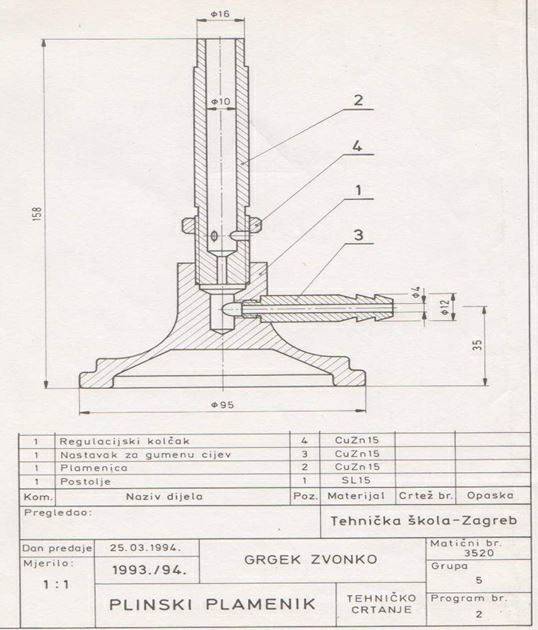 ϕ16
ϕ10
2
4
1
3
158
ϕ4
ϕ12
35
ϕ95
1 Regulacijski kolčak 4 CuZn15
1 Nastavak za gumenu cijev 3 CuZn15
1 Plamenica 2 CuZn15
1 Postolje 1 SL15
Kom. Naziv dijela Poz. Materijal Crtež br. Opaska
Pregledao:
Tehnička škola-Zagreb
Dan predaje 25.03.1994.
Mjerilo:
1:1
1993./94.
GRGEK ZVONKO
Matični br.
3520
Grupa
5
PLINSKI PLAMENIK
TEHNIČKO
CRTANJE
Program br.
2